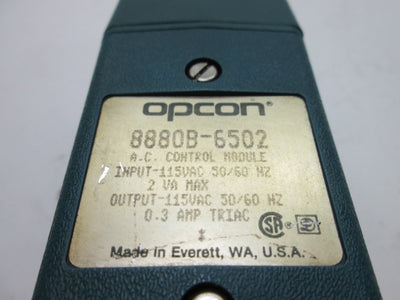 opcon®
8880B-6502
A.C. CONTROL MODULE
INPUT-115VAC 50/60 HZ
2 VA MAX
OUTPUT-115VAC 50/60 HZ
0.3 AMP TRIAC
Made in Everett, WA, U.S.A.